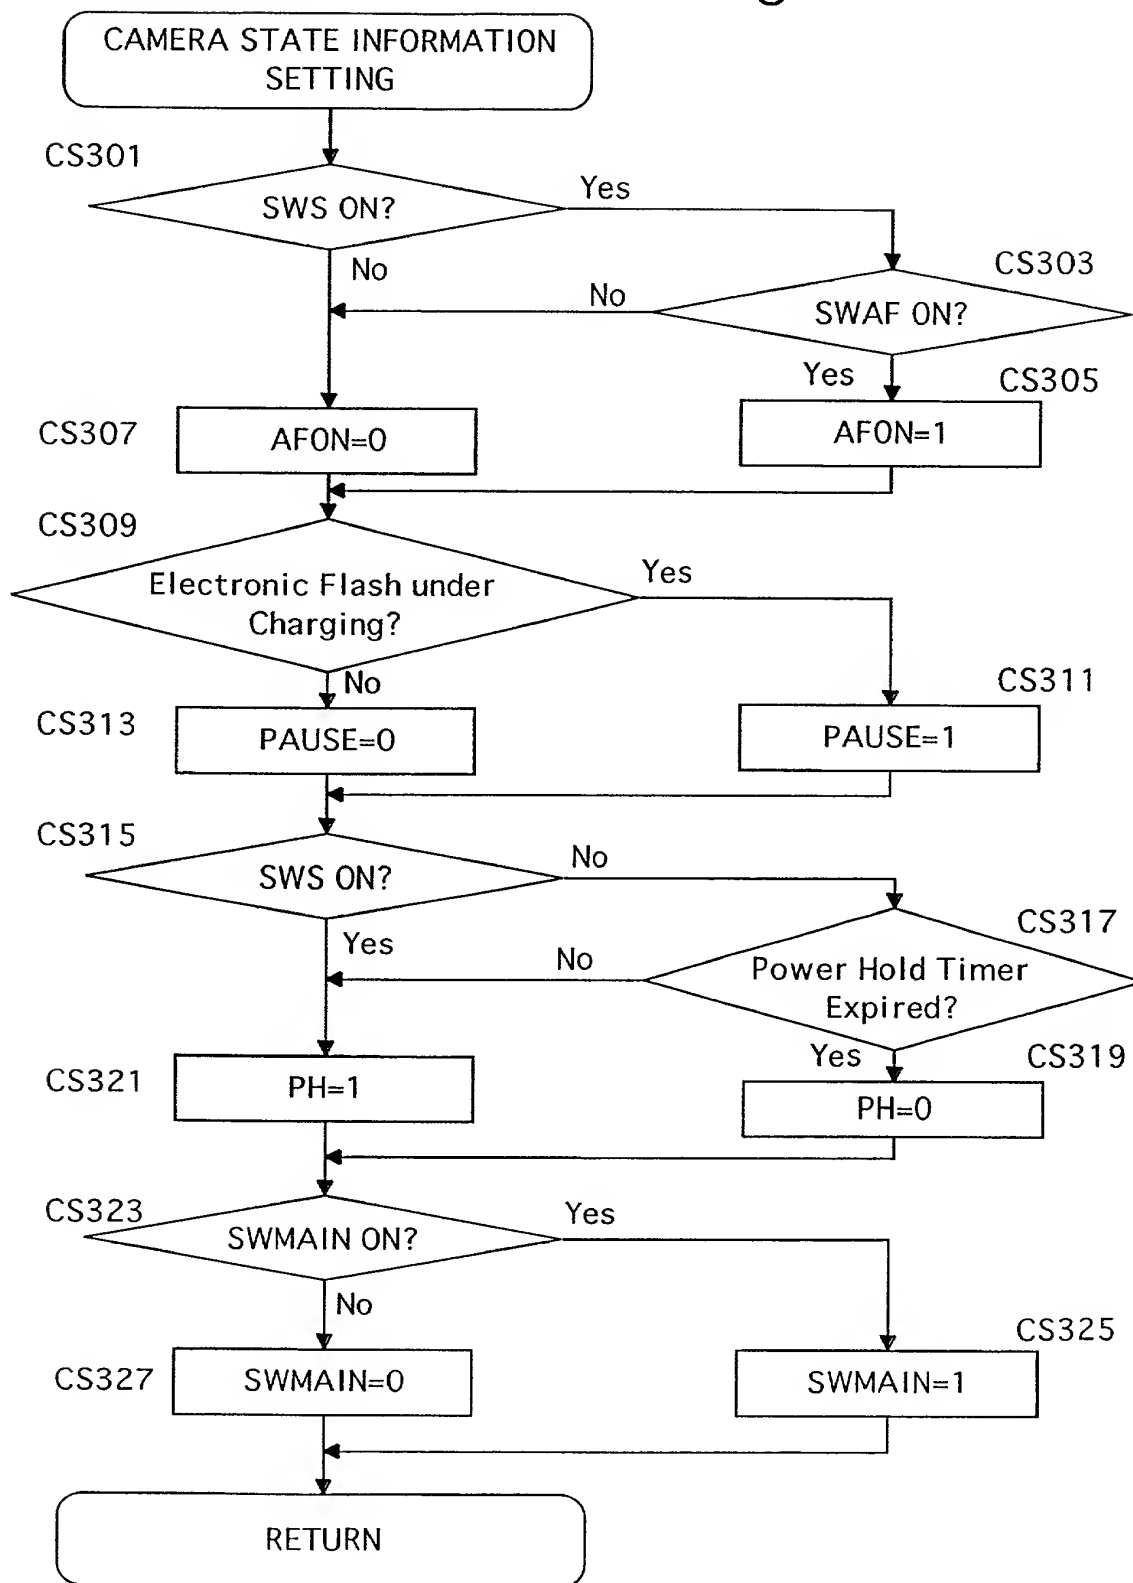 CAMERA STATE INFORMATION
SETTING
CS301
SWS ON?
Yes
No
CS303
SWAF ON?
No
Yes
CS305
AFON=1
CS307
AFON=0
CS309
Electronic Flash under
Charging?
Yes
No
CS311
PAUSE=1
CS313
PAUSE=0
CS315
SWS ON?
No
Yes
CS317
Power Hold Timer
Expired?
No
Yes
CS319
PH=0
CS321
PH=1
CS323
SWMAIN ON?
Yes
No
CS325
SWMAIN=1
CS327
SWMAIN=0
RETURN